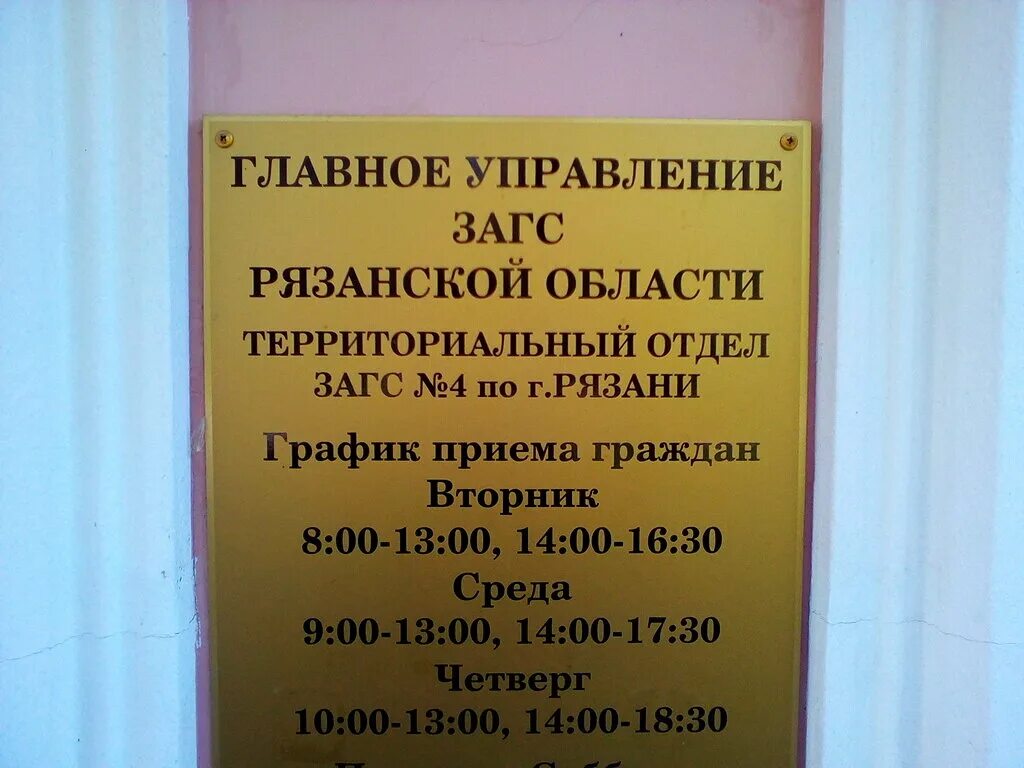 ГЛАВНОЕ УПРАВЛЕНИЕ
ЗАГС
РЯЗАНСКОЙ ОБЛАСТИ
ТЕРРИТОРИАЛЬНЫЙ ОТДЕЛ
ЗАГС №4 по г.РЯЗАНИ
График приема граждан
Вторник
8:00-13:00, 14:00-16:30
Среда
9:00-13:00, 14:00-17:30
Четверг
10:00-13:00, 14:00-18:30